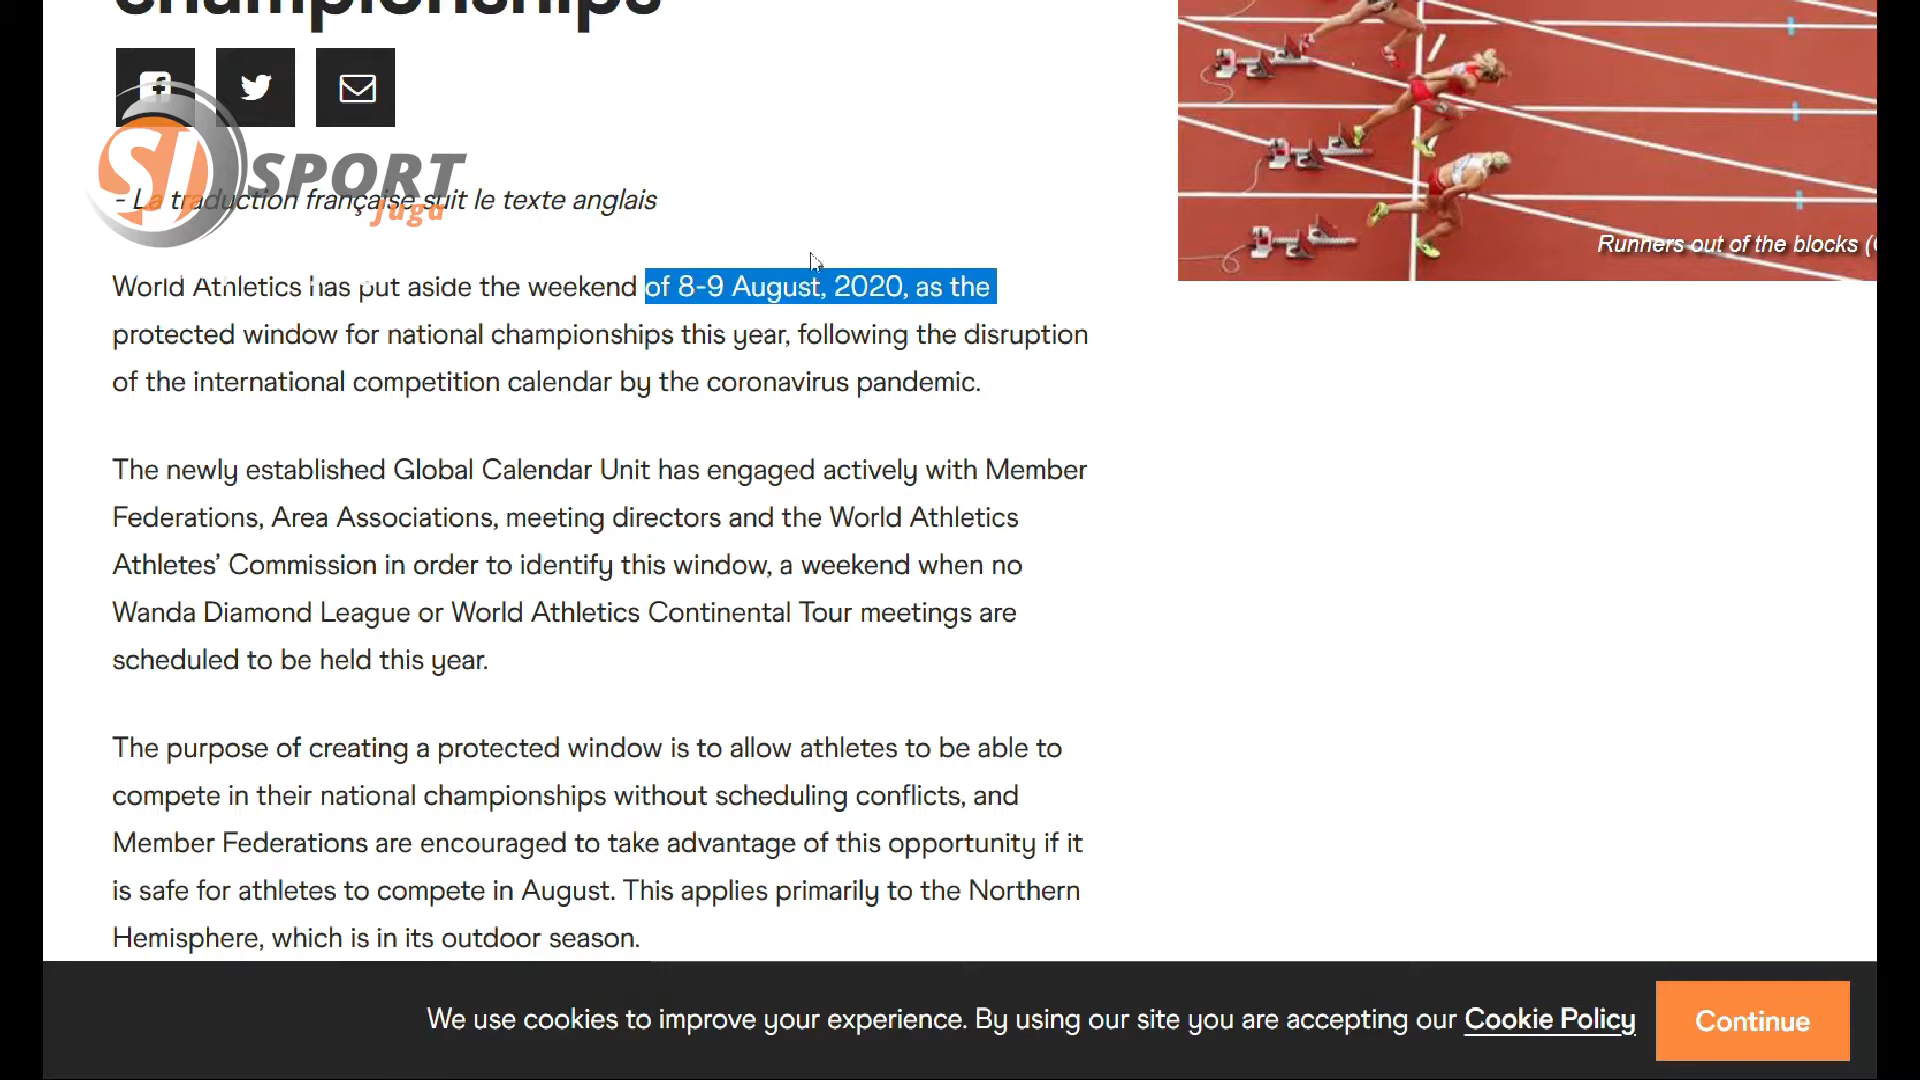 championships
SJ SPORT
juga
- La traduction française suit le texte anglais
Runners out of the blocks (
World Athletics has put aside the weekend of 8-9 August, 2020, as the
protected window for national championships this year, following the disruption
of the international competition calendar by the coronavirus pandemic.
The newly established Global Calendar Unit has engaged actively with Member
Federations, Area Associations, meeting directors and the World Athletics
Athletes’ Commission in order to identify this window, a weekend when no
Wanda Diamond League or World Athletics Continental Tour meetings are
scheduled to be held this year.
The purpose of creating a protected window is to allow athletes to be able to
compete in their national championships without scheduling conflicts, and
Member Federations are encouraged to take advantage of this opportunity if it
is safe for athletes to compete in August. This applies primarily to the Northern
Hemisphere, which is in its outdoor season.
We use cookies to improve your experience. By using our site you are accepting our Cookie Policy
Continue